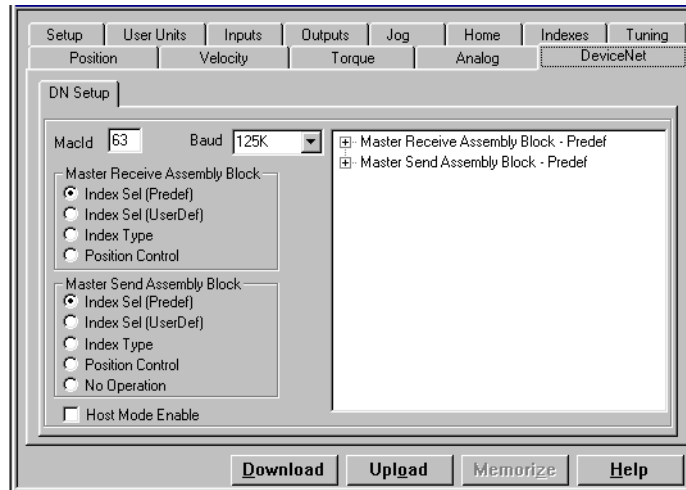 Setup User Units Inputs Outputs Jog Home Indexes Tuning
Position Velocity Torque Analog DeviceNet
DN Setup
MacId 63 Baud 125K
Master Receive Assembly Block
Index Sel (Predef)
Index Sel (UserDef)
Index Type
Position Control
Master Send Assembly Block
Index Sel (Predef)
Index Sel (UserDef)
Index Type
Position Control
No Operation
Host Mode Enable
Master Receive Assembly Block - Predef
Master Send Assembly Block - Predef
Download Upload Memorize Help